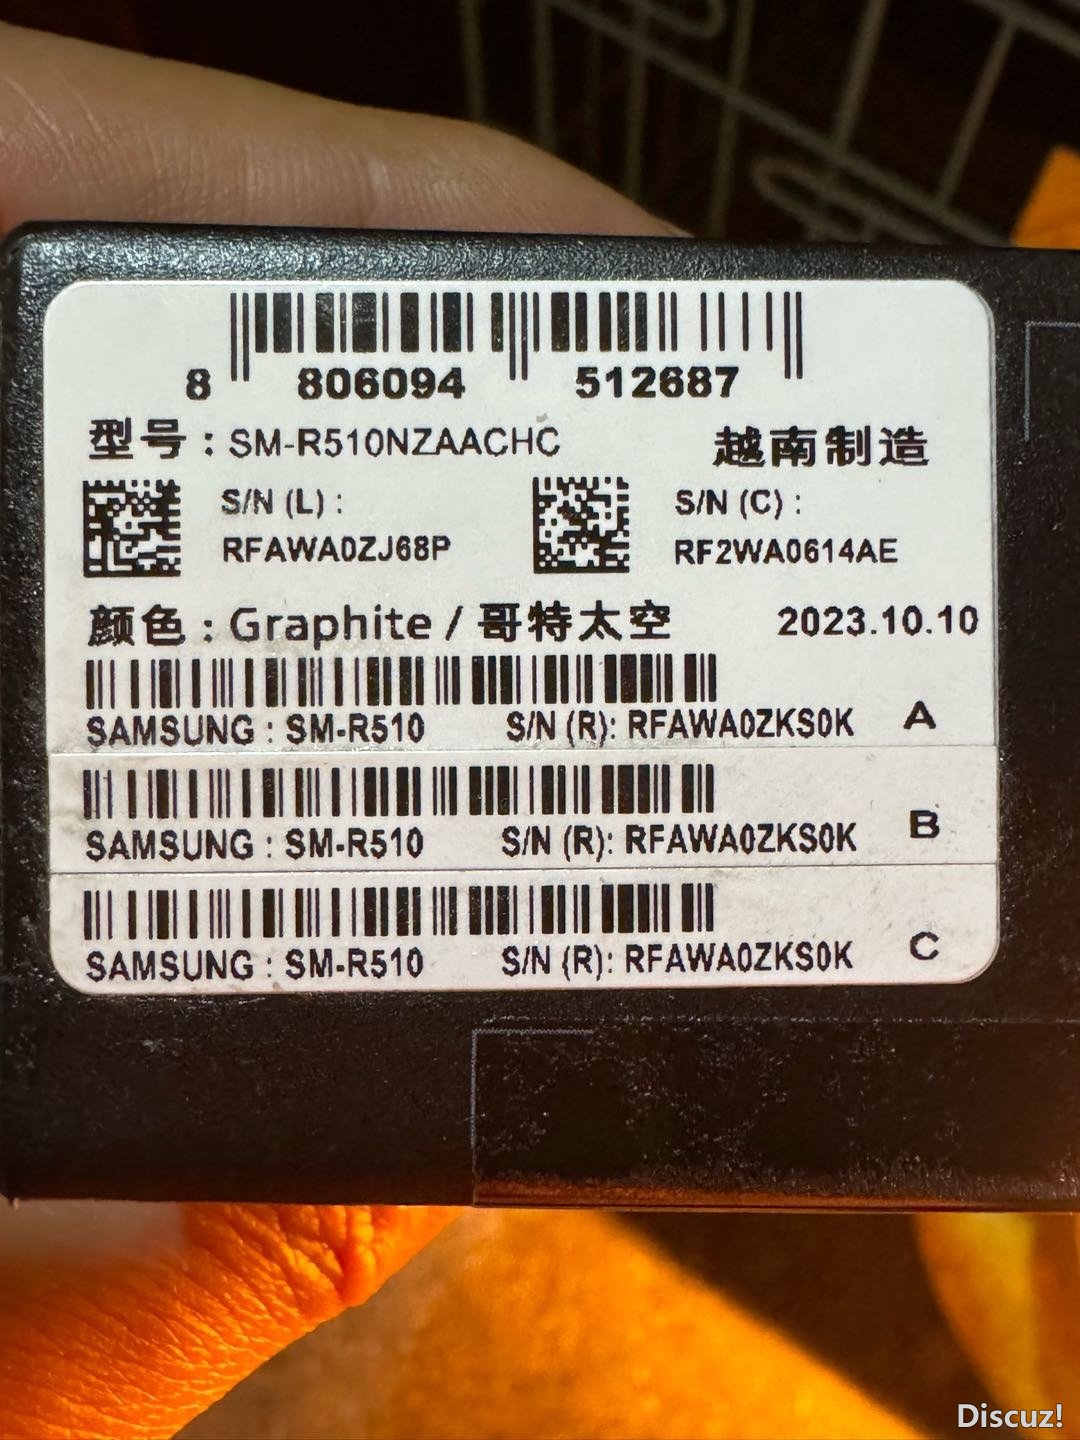 8 806094 512687
型号 : SM-R510NZAACHC 越南制造
S/N (L) : S/N (C) :
RFAWA0ZJ68P RF2WA0614AE
颜色 : Graphite / 哥特太空 2023.10.10
SAMSUNG : SM-R510 S/N (R): RFAWA0ZKS0K A
SAMSUNG : SM-R510 S/N (R): RFAWA0ZKS0K B
SAMSUNG : SM-R510 S/N (R): RFAWA0ZKS0K C
Discuz!